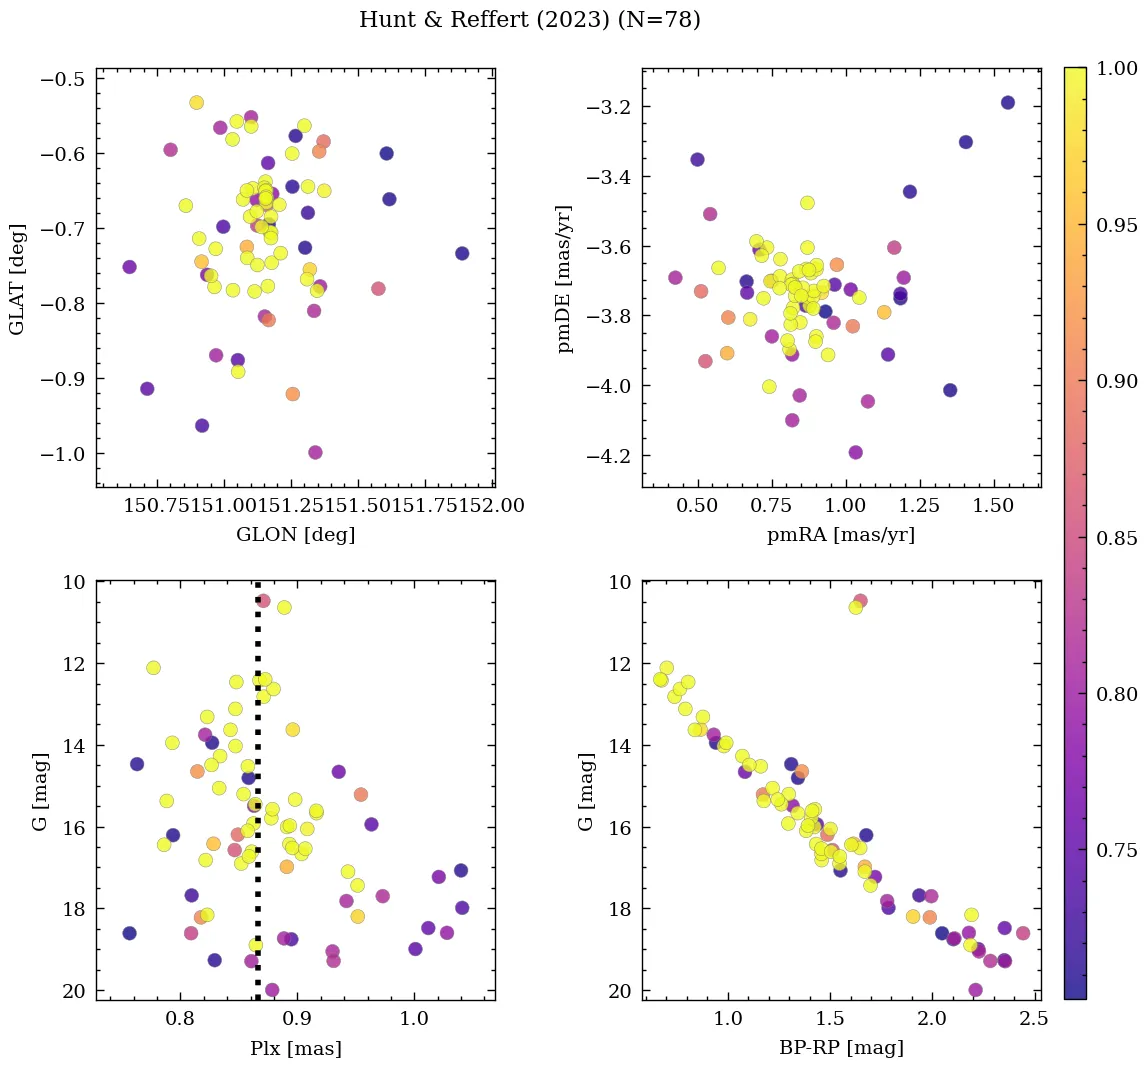 Hunt & Reffert (2023) (N=78)
−0.5
−0.6
−0.7
−0.8
−0.9
−1.0
GLAT [deg]
150.75 151.00 151.25 151.50 151.75 152.00
GLON [deg]
−3.2
−3.4
−3.6
−3.8
−4.0
−4.2
pmDE [mas/yr]
0.50 0.75 1.00 1.25 1.50
pmRA [mas/yr]
10
12
14
16
18
20
G [mag]
0.8 0.9 1.0
Plx [mas]
10
12
14
16
18
20
G [mag]
1.0 1.5 2.0 2.5
BP-RP [mag]
1.00
0.95
0.90
0.85
0.80
0.75